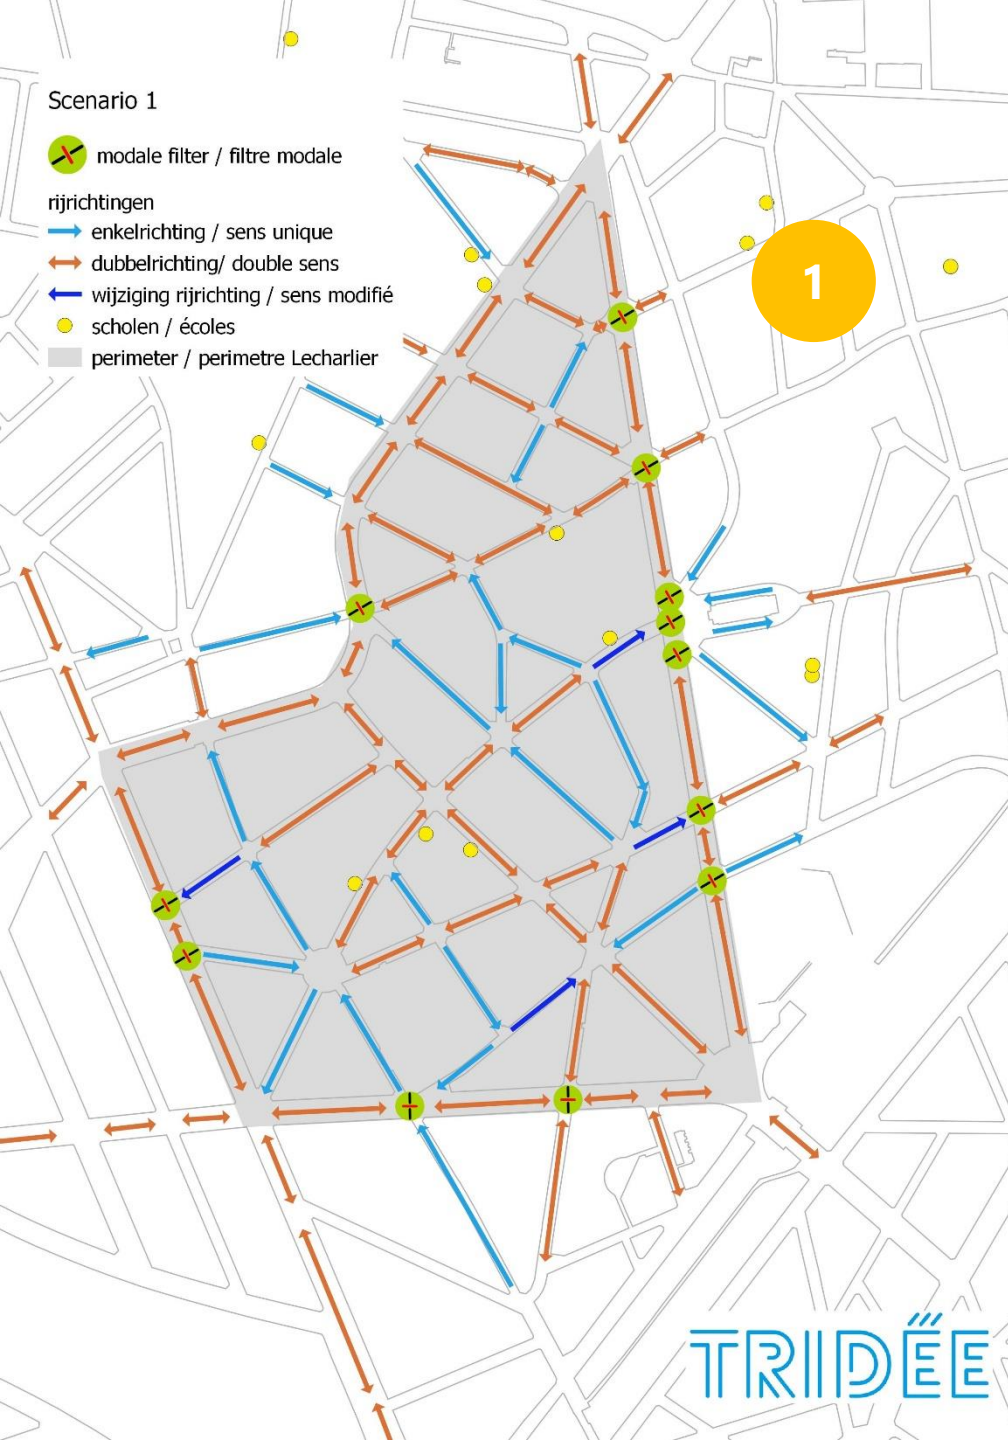 Scenario 1
modale filter / filtre modale
rijrichtingen
enkelrichting / sens unique
dubbelrichting/ double sens
wijziging rijrichting / sens modifié
scholen / écoles
perimeter / perimetre Lecharlier
1
TRIDËE